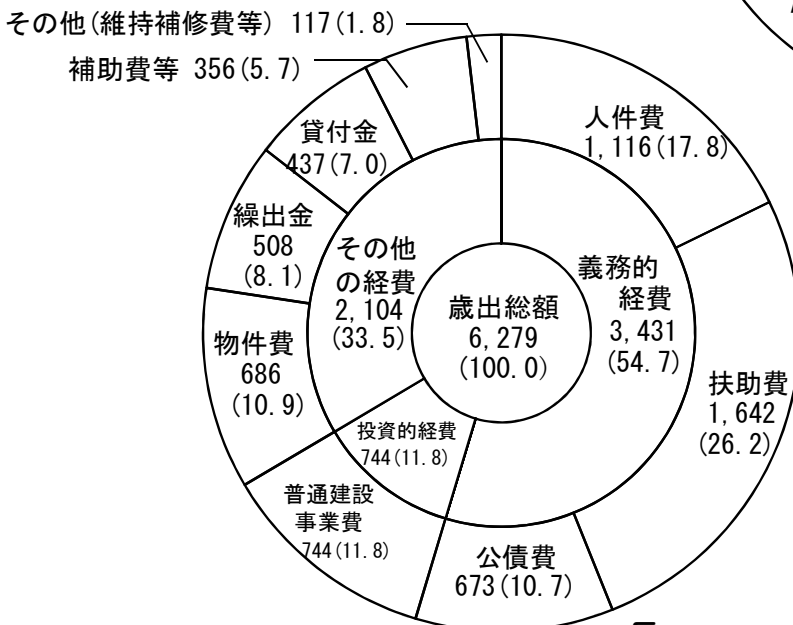 その他(維持補修費等) 117(1.8)
補助費等 356(5.7)
貸付金
437(7.0)
繰出金
508
(8.1)
物件費
686
(10.9)
普通建設
事業費
744(11.8)
公債費
673(10.7)
扶助費
1,642
(26.2)
人件費
1,116(17.8)
その他
の経費
2,104
(33.5)
投資的経費
744(11.8)
義務的
経費
3,431
(54.7)
歳出総額
6,279
(100.0)